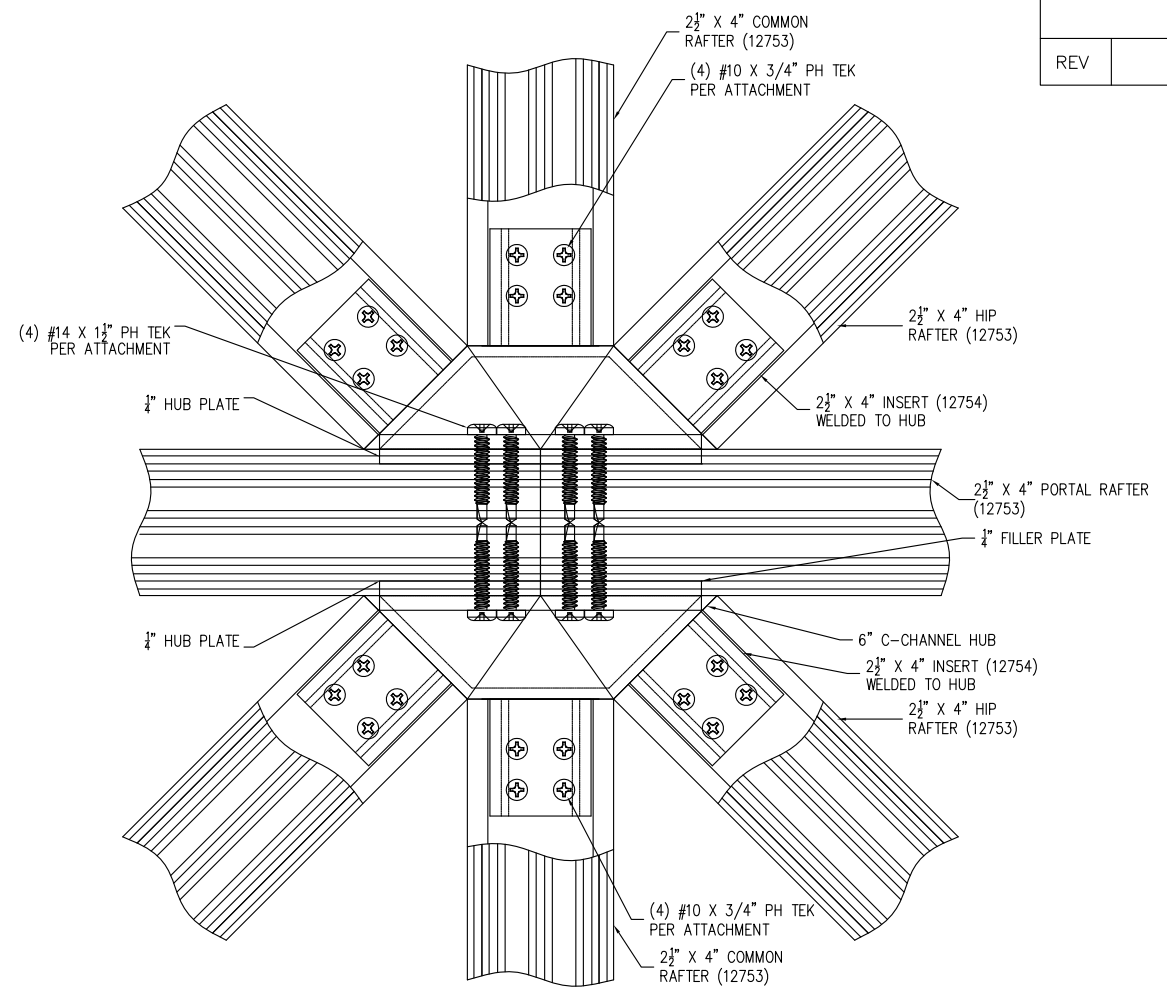 2½" X 4" COMMON
RAFTER (12753)
REV
(4) #10 X 3/4" PH TEK
PER ATTACHMENT
2½" X 4" HIP
RAFTER (12753)
(4) #14 X 1½" PH TEK
PER ATTACHMENT
¼" HUB PLATE
2½" X 4" INSERT (12754)
WELDED TO HUB
2½" X 4" PORTAL RAFTER
(12753)
¼" FILLER PLATE
¼" HUB PLATE
6" C-CHANNEL HUB
2½" X 4" INSERT (12754)
WELDED TO HUB
2½" X 4" HIP
RAFTER (12753)
(4) #10 X 3/4" PH TEK
PER ATTACHMENT
2½" X 4" COMMON
RAFTER (12753)